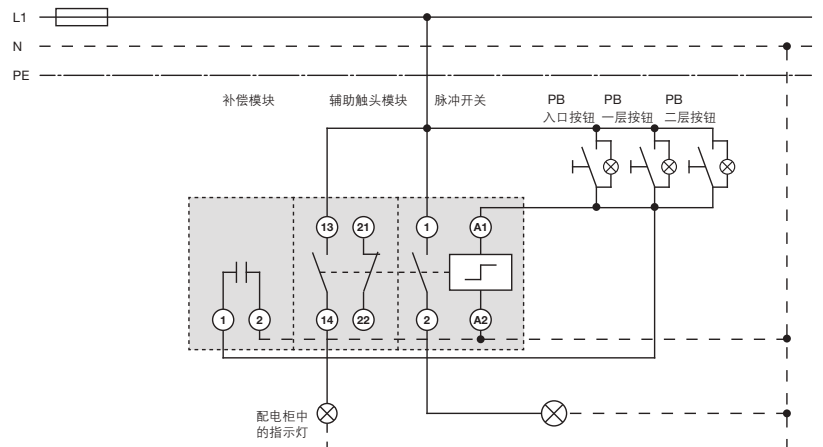 L1
N
PE
补偿模块 辅助触头模块 脉冲开关 PB PB PB
入口按钮 一层按钮 二层按钮
13 21 1 A1
1 2 14 22 2 A2
配电柜中
的指示灯